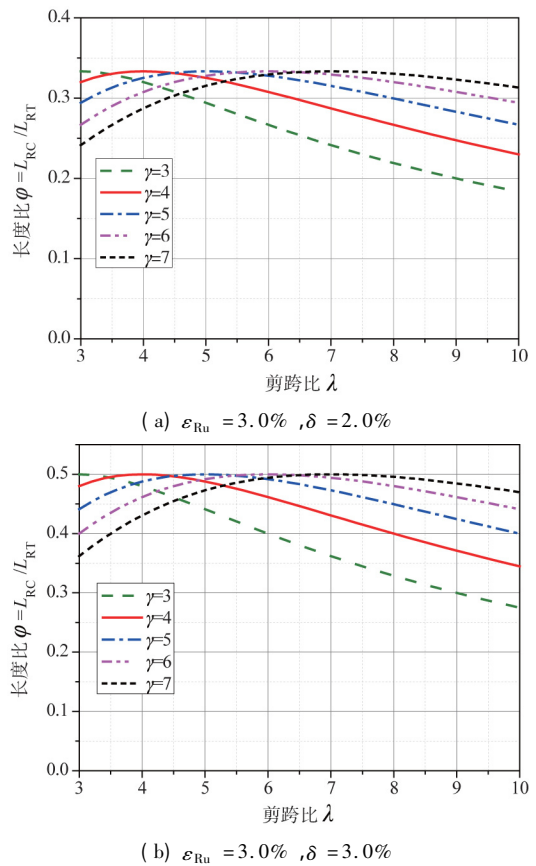 0.4
0.3
0.2
0.1
0.0
长度比 φ =L_RC /L_RT
γ=3
γ=4
γ=5
γ=6
γ=7
3 4 5 6 7 8 9 10
剪跨比 λ
( a) ε_Ru =3.0% ,δ =2.0%
0.5
0.4
0.3
0.2
0.1
0.0
长度比 φ =L_RC /L_RT
γ=3
γ=4
γ=5
γ=6
γ=7
3 4 5 6 7 8 9 10
剪跨比 λ
( b) ε_Ru =3.0% ,δ =3.0%